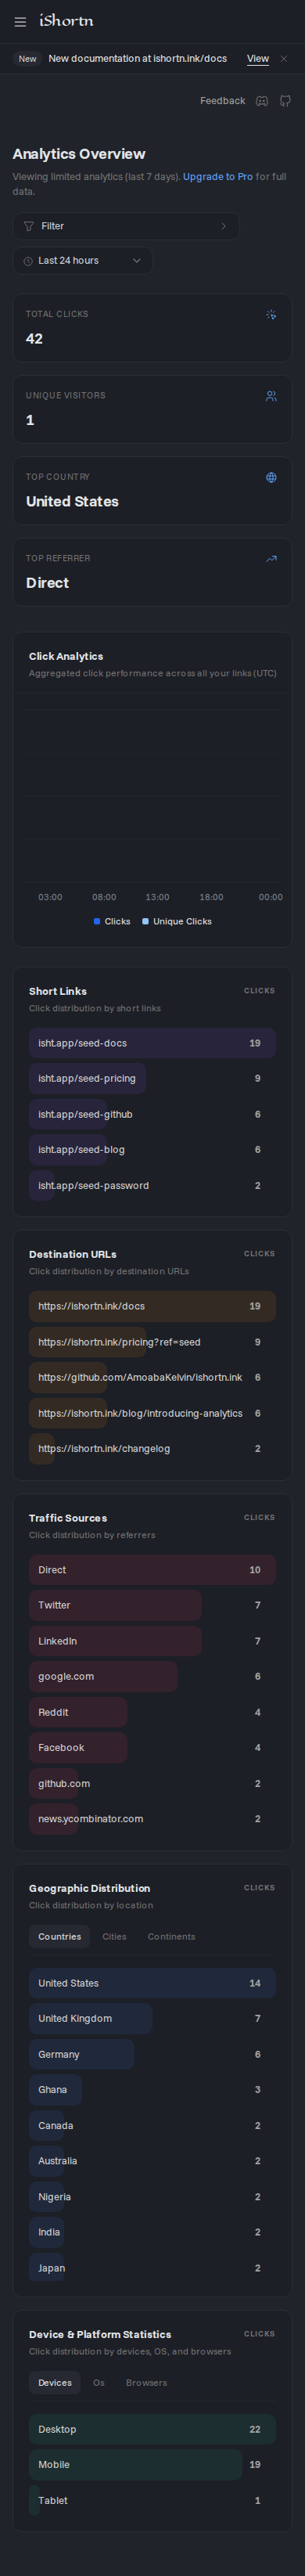 iShortn
New New documentation at ishortn.ink/docs View
Feedback
Analytics Overview
Viewing limited analytics (last 7 days). Upgrade to Pro for full
data.
Filter
Last 24 hours
TOTAL CLICKS
42
UNIQUE VISITORS
1
TOP COUNTRY
United States
TOP REFERRER
Direct
Click Analytics
Aggregated click performance across all your links (UTC)
03:00 08:00 13:00 18:00 00:00
Clicks Unique Clicks
Short Links CLICKS
Click distribution by short links
isht.app/seed-docs 19
isht.app/seed-pricing 9
isht.app/seed-github 6
isht.app/seed-blog 6
isht.app/seed-password 2
Destination URLs CLICKS
Click distribution by destination URLs
https://ishortn.ink/docs 19
https://ishortn.ink/pricing?ref=seed 9
https://github.com/AmoabaKelvin/ishortn.ink 6
https://ishortn.ink/blog/introducing-analytics 6
https://ishortn.ink/changelog 2
Traffic Sources CLICKS
Click distribution by referrers
Direct 10
Twitter 7
LinkedIn 7
google.com 6
Reddit 4
Facebook 4
github.com 2
news.ycombinator.com 2
Geographic Distribution CLICKS
Click distribution by location
Countries Cities Continents
United States 14
United Kingdom 7
Germany 6
Ghana 3
Canada 2
Australia 2
Nigeria 2
India 2
Japan 2
Device & Platform Statistics CLICKS
Click distribution by devices, OS, and browsers
Devices Os Browsers
Desktop 22
Mobile 19
Tablet 1